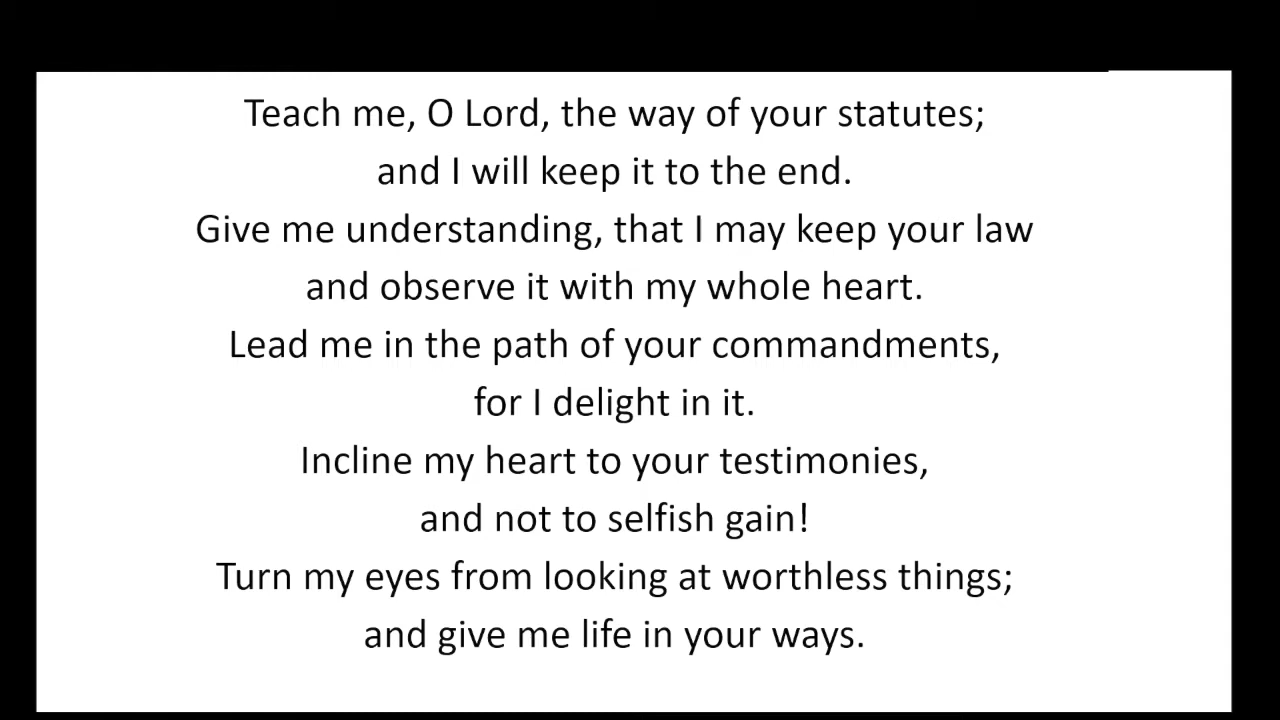 Teach me, O Lord, the way of your statutes;
and I will keep it to the end.
Give me understanding, that I may keep your law
and observe it with my whole heart.
Lead me in the path of your commandments,
for I delight in it.
Incline my heart to your testimonies,
and not to selfish gain!
Turn my eyes from looking at worthless things;
and give me life in your ways.